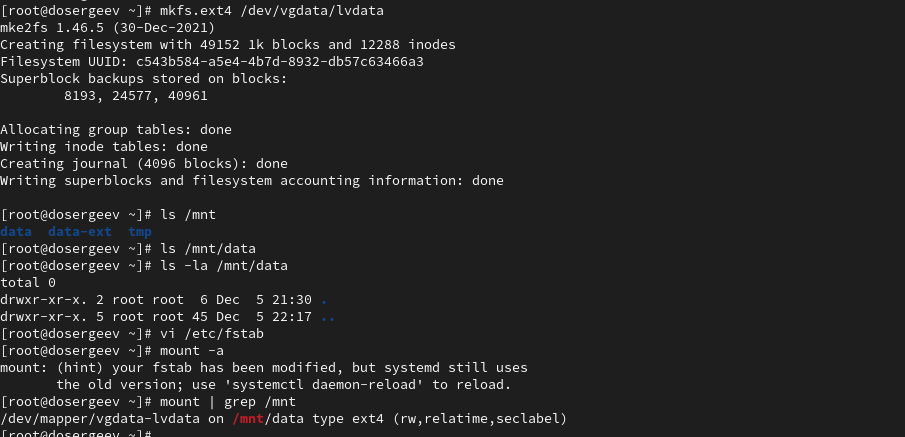 [root@dosergeev ~]# mkfs.ext4 /dev/vgdata/lvdata
mke2fs 1.46.5 (30-Dec-2021)
Creating filesystem with 49152 1k blocks and 12288 inodes
Filesystem UUID: c543b584-a5e4-4b7d-8932-db57c63466a3
Superblock backups stored on blocks:
        8193, 24577, 40961

Allocating group tables: done
Writing inode tables: done
Creating journal (4096 blocks): done
Writing superblocks and filesystem accounting information: done

[root@dosergeev ~]# ls /mnt
data  data-ext  tmp
[root@dosergeev ~]# ls /mnt/data
[root@dosergeev ~]# ls -la /mnt/data
total 0
drwxr-xr-x. 2 root root  6 Dec  5 21:30 .
drwxr-xr-x. 5 root root 45 Dec  5 22:17 ..
[root@dosergeev ~]# vi /etc/fstab
[root@dosergeev ~]# mount -a
mount: (hint) your fstab has been modified, but systemd still uses
       the old version; use 'systemctl daemon-reload' to reload.
[root@dosergeev ~]# mount | grep /mnt
/dev/mapper/vgdata-lvdata on /mnt/data type ext4 (rw,relatime,seclabel)
[root@dosergeev ~]#